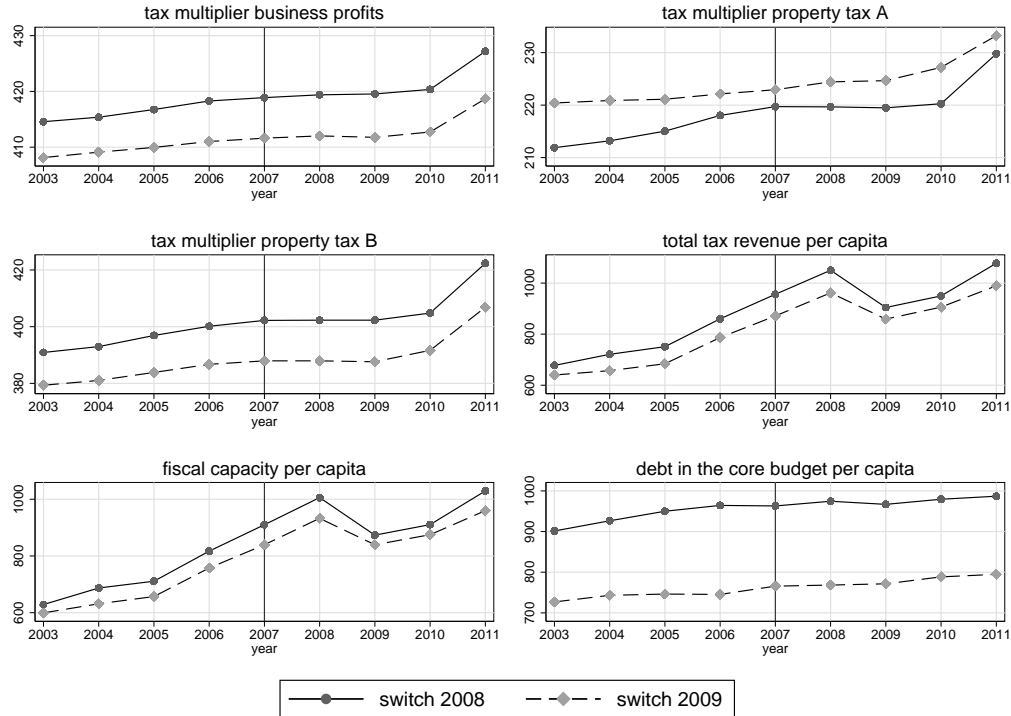 tax multiplier business profits
430
420
410
2003 2004 2005 2006 2007 2008 2009 2010 2011
year
tax multiplier property tax A
230
220
210
2003 2004 2005 2006 2007 2008 2009 2010 2011
year
tax multiplier property tax B
420
400
380
2003 2004 2005 2006 2007 2008 2009 2010 2011
year
total tax revenue per capita
1000
800
600
2003 2004 2005 2006 2007 2008 2009 2010 2011
year
fiscal capacity per capita
1000
800
600
2003 2004 2005 2006 2007 2008 2009 2010 2011
year
debt in the core budget per capita
1000
900
800
700
2003 2004 2005 2006 2007 2008 2009 2010 2011
year
switch 2008 switch 2009